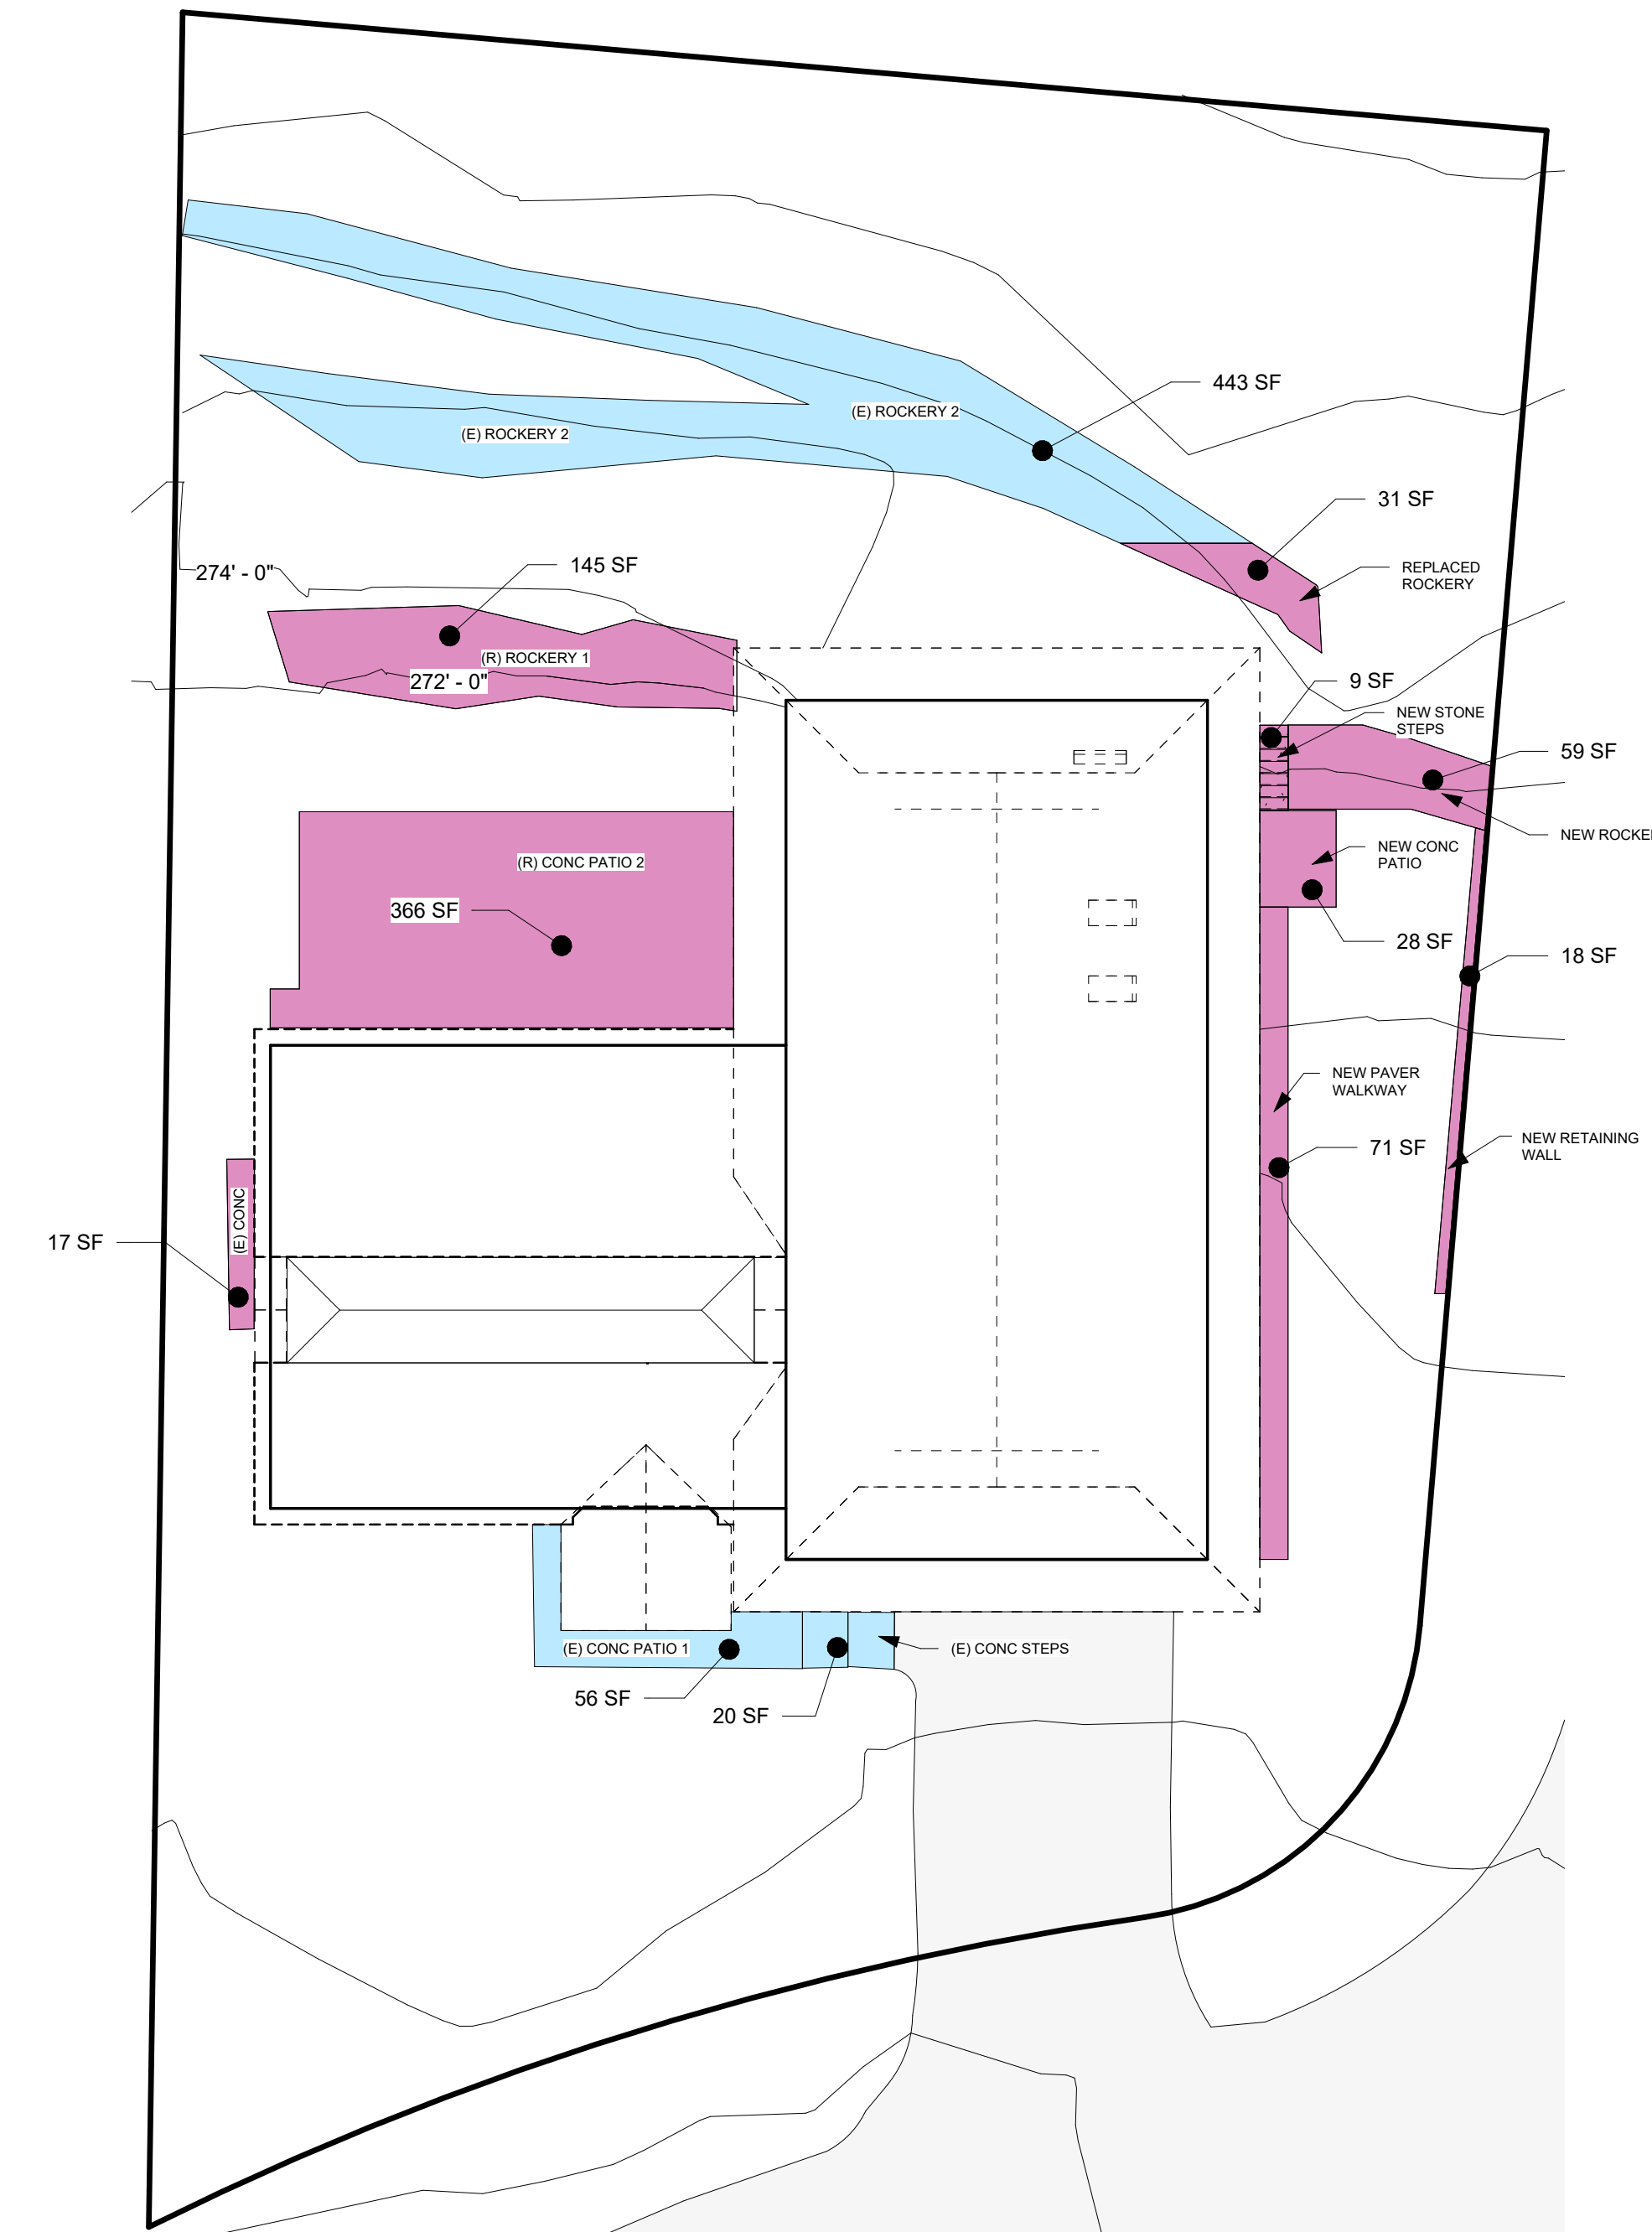 443 SF
(E) ROCKERY 2
(E) ROCKERY 2
31 SF
145 SF
REPLACED
ROCKERY
274' - 0"
(R) ROCKERY 1
272' - 0"
9 SF
NEW STONE
STEPS
59 SF
NEW CONC
PATIO
(R) CONC PATIO 2
366 SF
28 SF
18 SF
NEW PAVER
WALKWAY
NEW RETAINING
WALL
71 SF
(E) CONC
17 SF
(E) CONC PATIO 1
(E) CONC STEPS
56 SF
20 SF